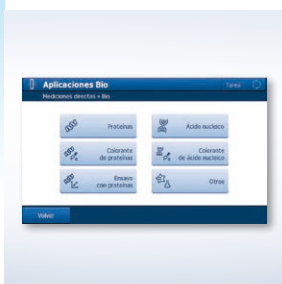 Aplicaciones Bio
Tarea
Mediciones directas > Bio
Proteínas
Ácido nucleico
Colorante
de proteínas
Colorante
de ácido nucleico
Ensayo
con proteínas
Otros
Volver